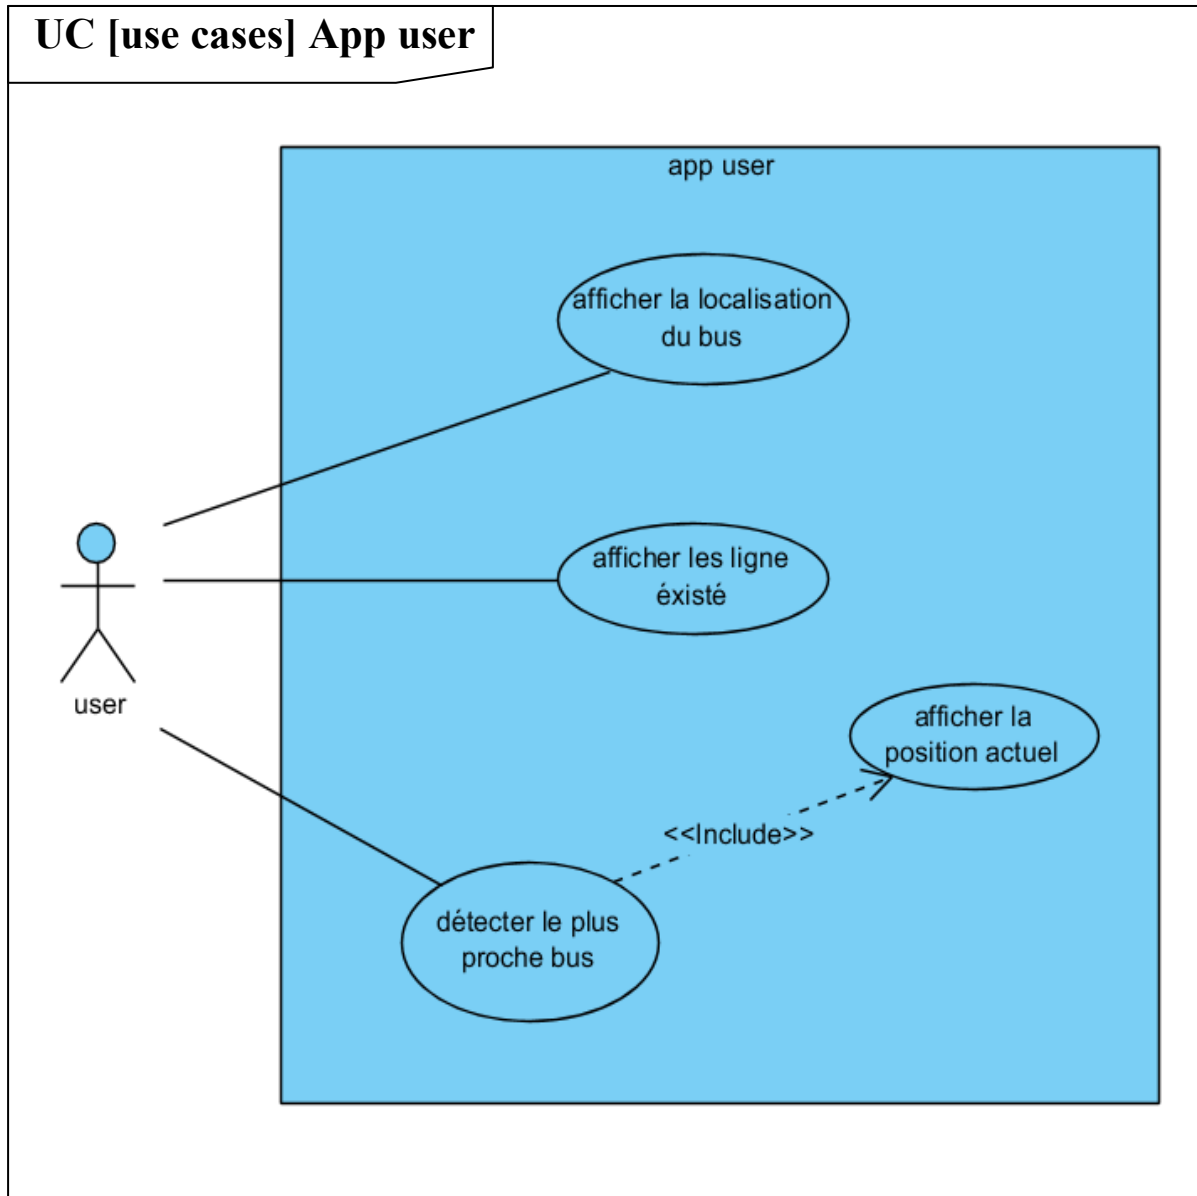 UC [use cases] App user
app user
afficher la localisation
du bus
afficher les ligne
éxisté
user
afficher la
position actuel
<<Include>>
détecter le plus
proche bus